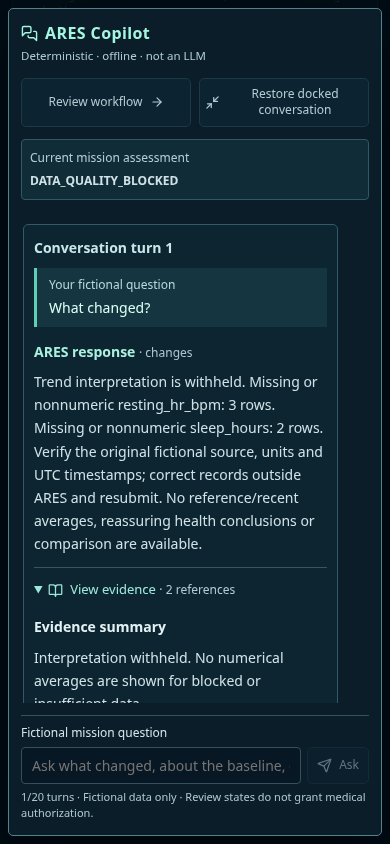 ARES Copilot
Deterministic · offline · not an LLM
Review workflow →
Restore docked
conversation
Current mission assessment
DATA_QUALITY_BLOCKED
Conversation turn 1
Your fictional question
What changed?
ARES response · changes
Trend interpretation is withheld. Missing or
nonnumeric resting_hr_bpm: 3 rows.
Missing or nonnumeric sleep_hours: 2 rows.
Verify the original fictional source, units and
UTC timestamps; correct records outside
ARES and resubmit. No reference/recent
averages, reassuring health conclusions or
comparison are available.
▼ View evidence · 2 references
Evidence summary
Interpretation withheld. No numerical
averages are shown for blocked or
insufficient data
Fictional mission question
Ask what changed, about the baseline,
Ask
1/20 turns · Fictional data only · Review states do not grant medical
authorization.